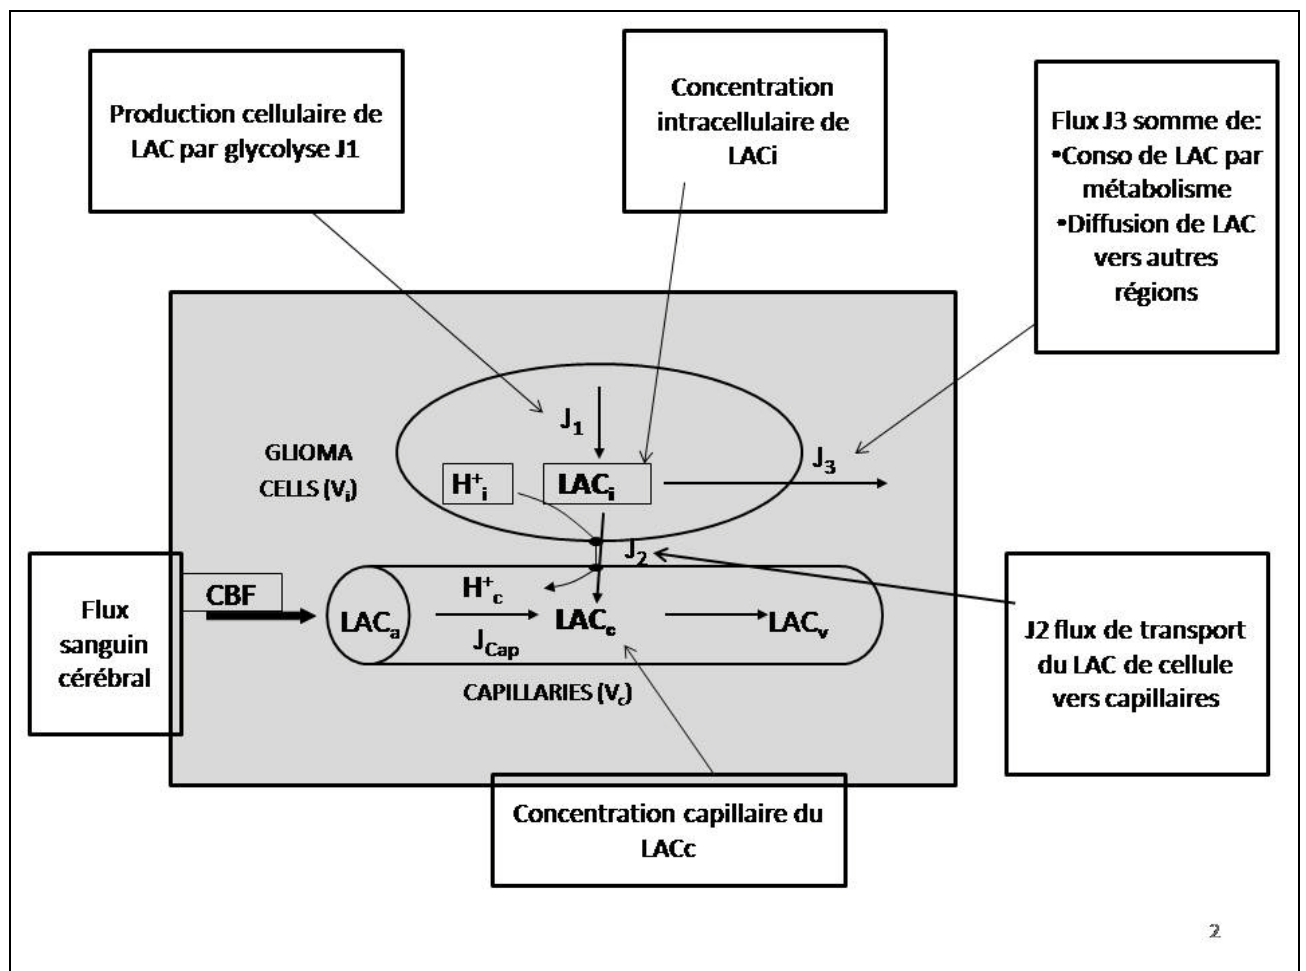 Production cellulaire de
LAC par glycolyse J1
Concentration
intracellulaire de
LACi
Flux J3 somme de:
•Conso de LAC par
métabolisme
•Diffusion de LAC
vers autres
régions
J₁
GLIOMA
CELLS (Vᵢ)
H⁺ᵢ
LACᵢ
J₃
J₂
Flux
sanguin
cérébral
CBF
LACₐ
H⁺c
JCap
LACc
LACᵥ
CAPILLARIES (Vc)
J2 flux de transport
du LAC de cellule
vers capillaires
Concentration capillaire du
LACc
2